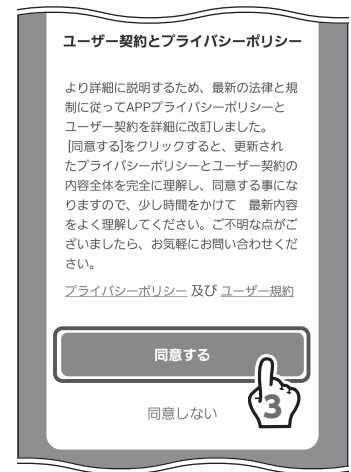 ユーザー契約とプライバシーポリシー
より詳細に説明するため、最新の法律と規
制に従ってAPPプライバシーポリシーと
ユーザー契約を詳細に改訂しました。
[同意する]をクリックすると、更新され
たプライバシーポリシーとユーザー契約の
内容全体を完全に理解し、同意する事にな
りますので、少し時間をかけて　最新内容
をよく理解してください。ご不明な点がご
ざいましたら、お気軽にお問い合わせくだ
さい。
プライバシーポリシー 及び ユーザー規約
同意する
3
同意しない